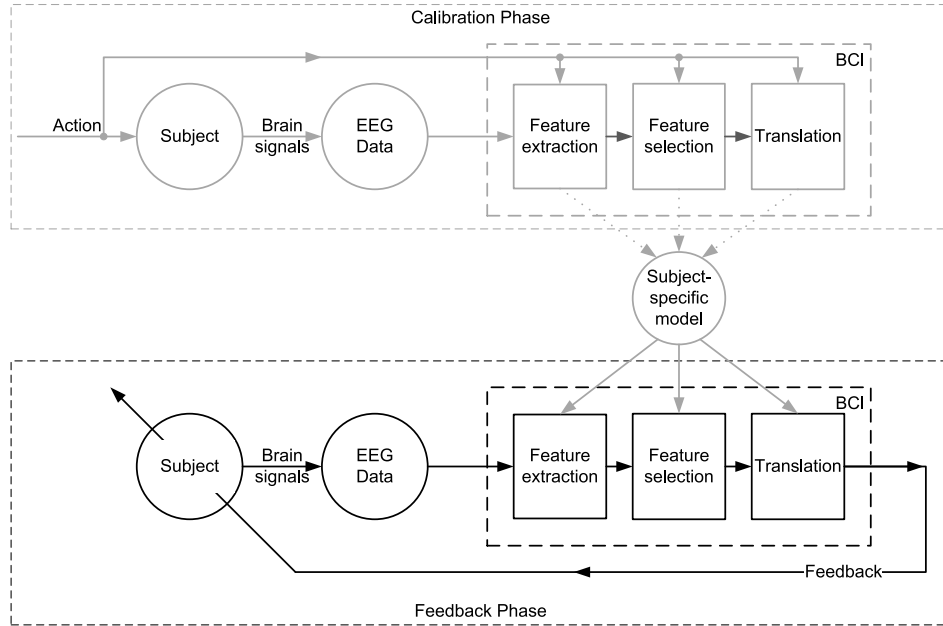 Calibration Phase
BCI
Action
Subject
Brain
signals
EEG
Data
Feature
extraction
Feature
selection
Translation
Subject-
specific
model
BCI
Subject
Brain
signals
EEG
Data
Feature
extraction
Feature
selection
Translation
Feedback
Feedback Phase